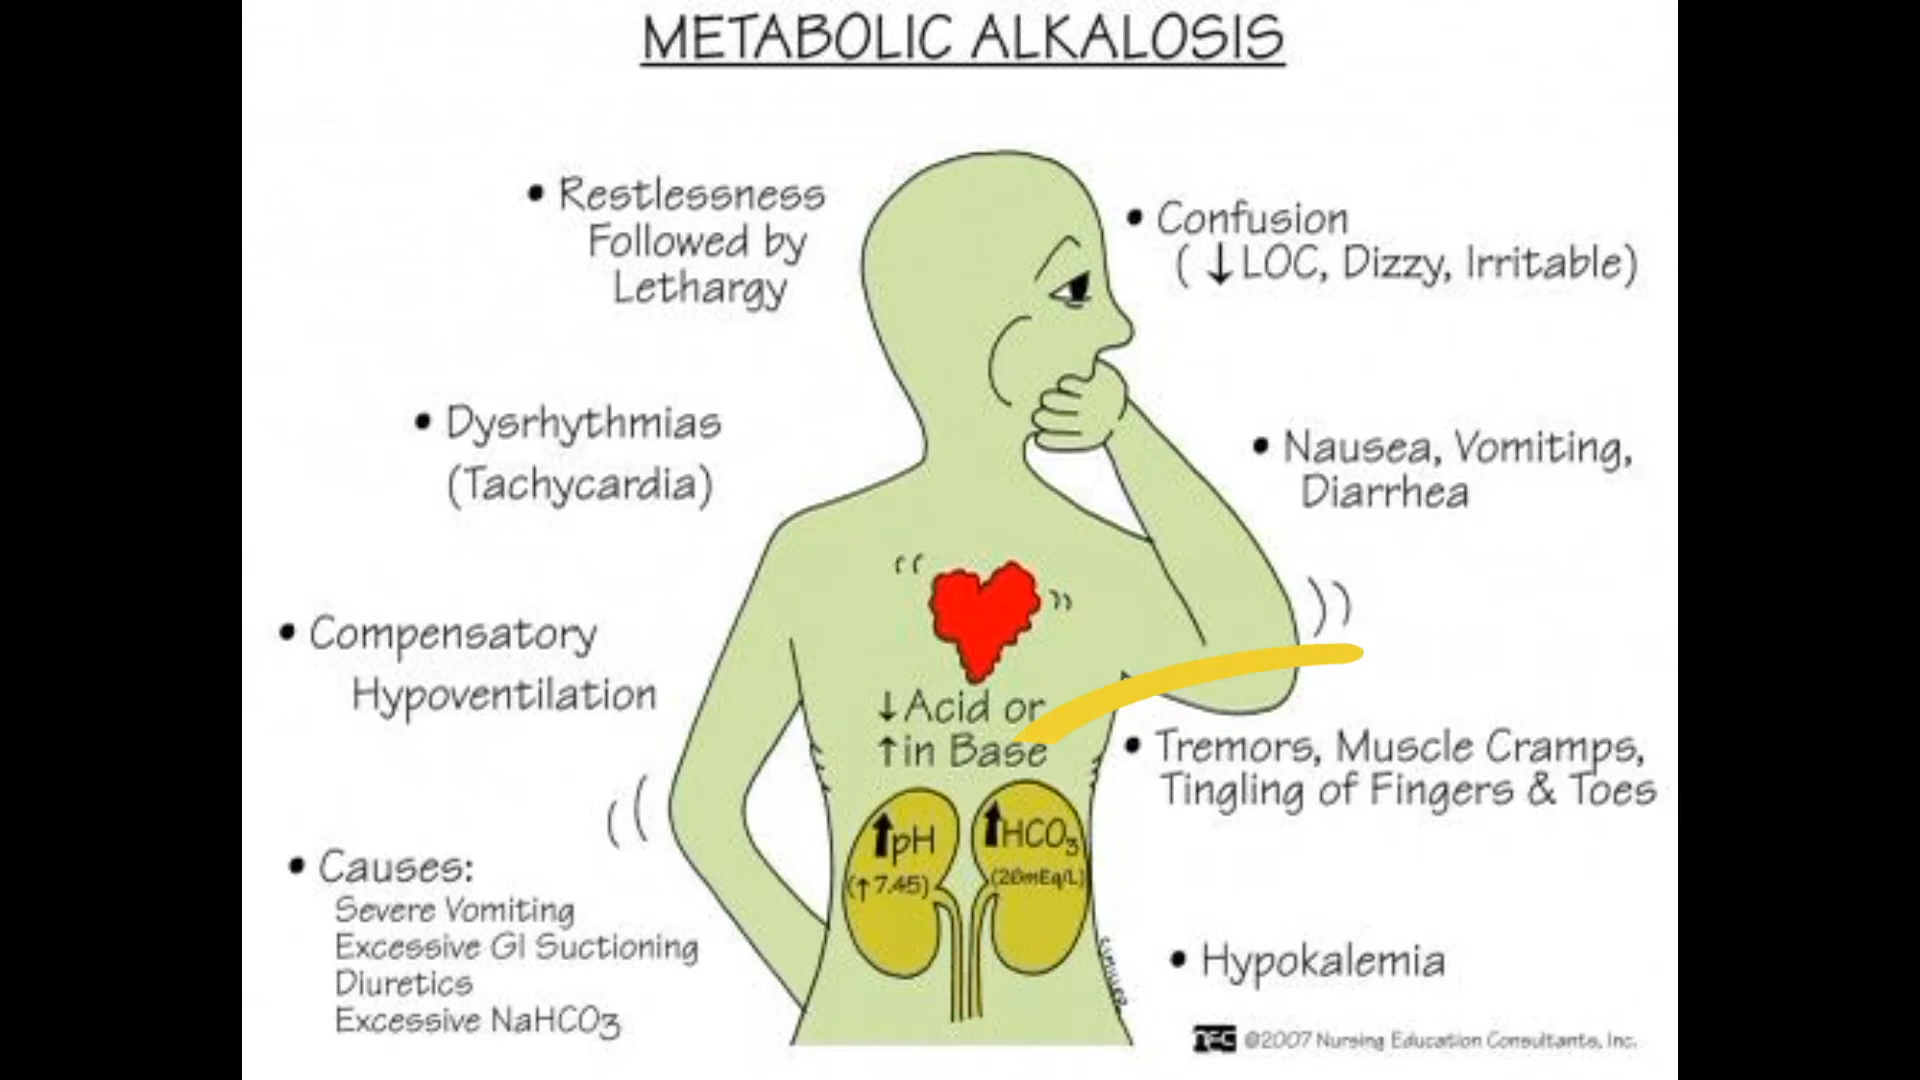 METABOLIC ALKALOSIS
• Restlessness
Followed by
Lethargy
• Confusion
( ↓ LOC, Dizzy, Irritable)
• Dysrhythmias
(Tachycardia)
• Nausea, Vomiting,
Diarrhea
• Compensatory
Hypoventilation
↓ Acid or
↑ in Base
• Tremors, Muscle Cramps,
Tingling of Fingers & Toes
↑ pH
(↑ 7.45)
↑ HCO3
(26mEq/L)
• Causes:
Severe Vomiting
Excessive GI Suctioning
Diuretics
Excessive NaHCO3
• Hypokalemia
NEC ©2007 Nursing Education Consultants, Inc.